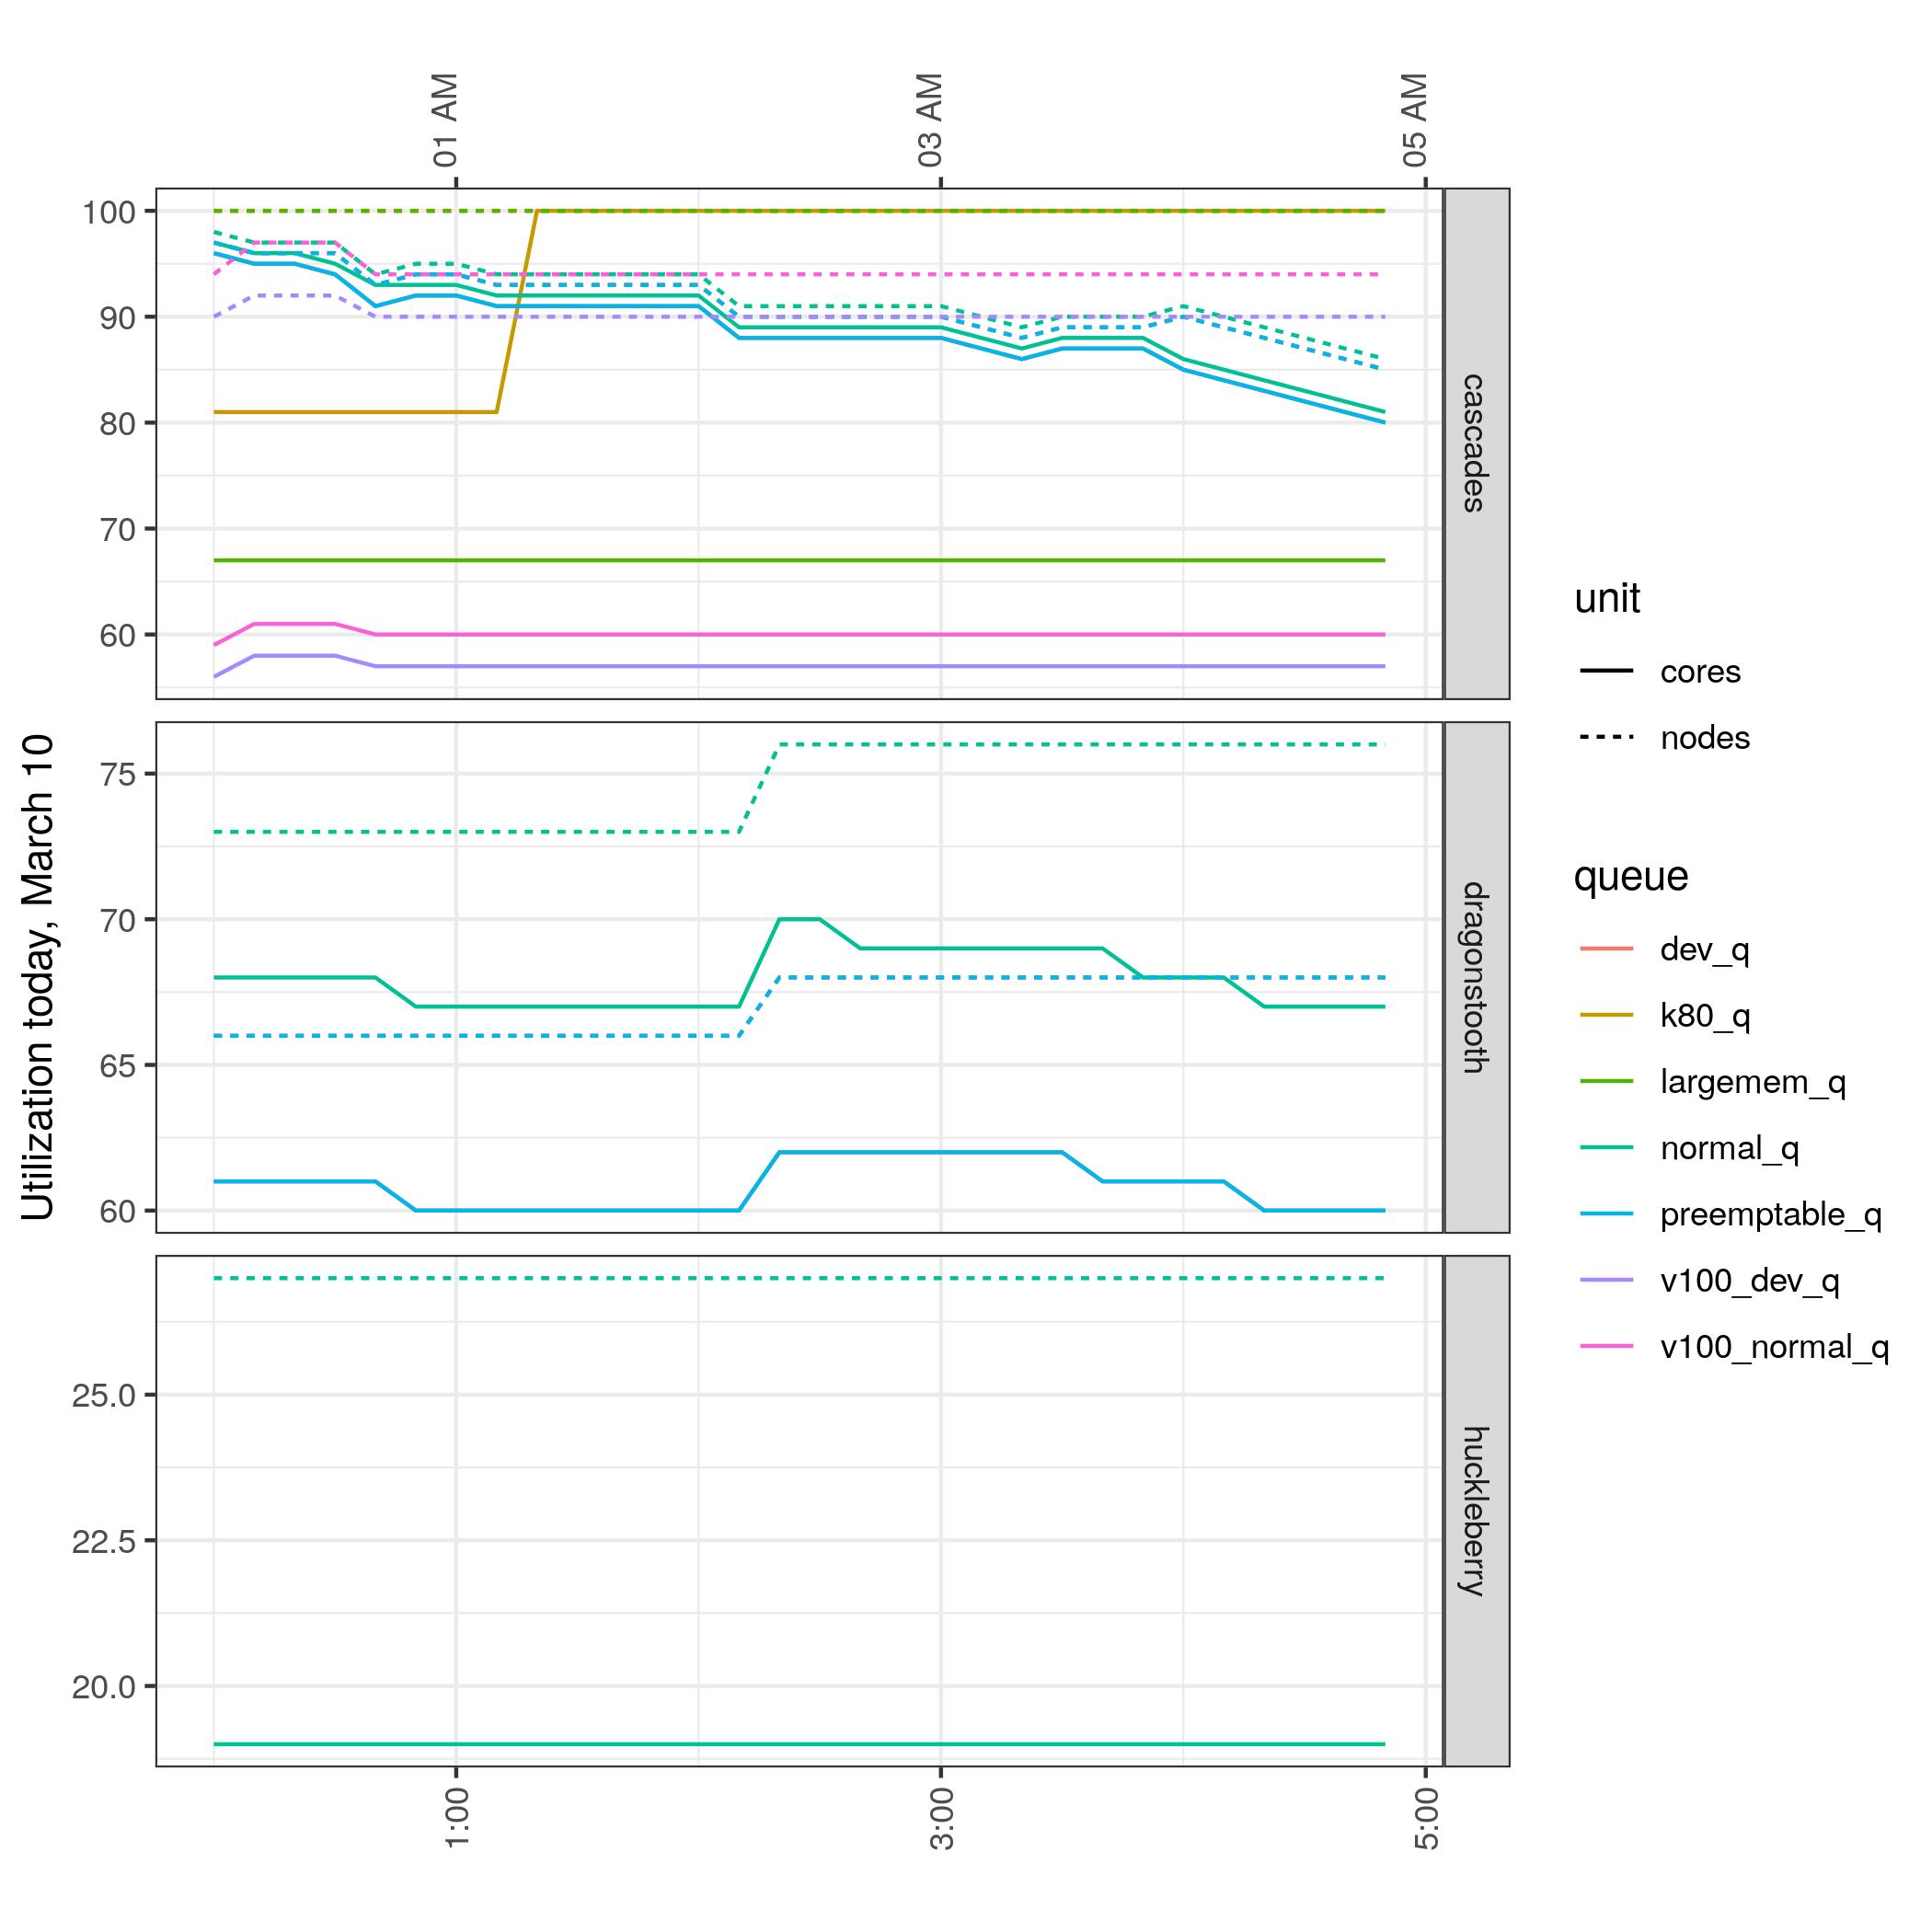 01 AM
03 AM
05 AM
100
90
80
70
60
cascades
Utilization today, March 10
75
70
65
60
dragonstooth
25.0
22.5
20.0
huckleberry
1:00
3:00
5:00
unit
cores
nodes
queue
dev_q
k80_q
largemem_q
normal_q
preemptable_q
v100_dev_q
v100_normal_q